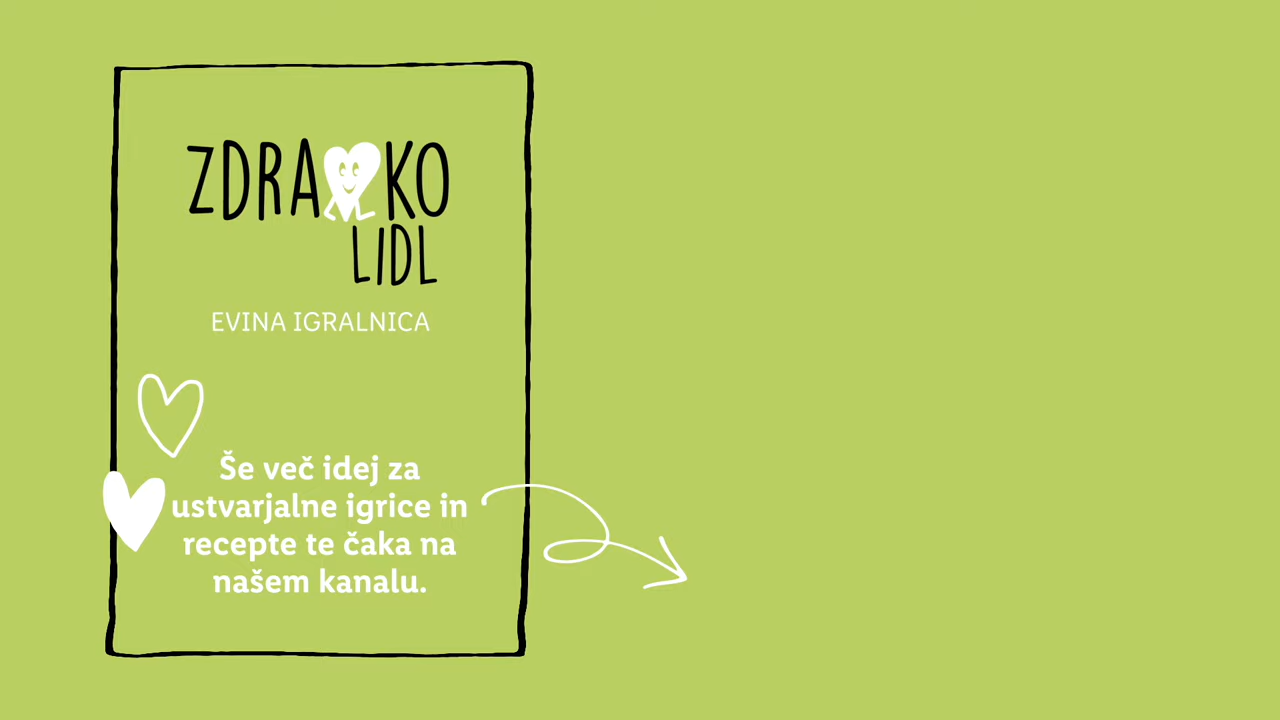 ZDRAVKO
LIDL
EVINA IGRALNICA
Še več idej za
ustvarjalne igrice in
recepte te čaka na
našem kanalu.